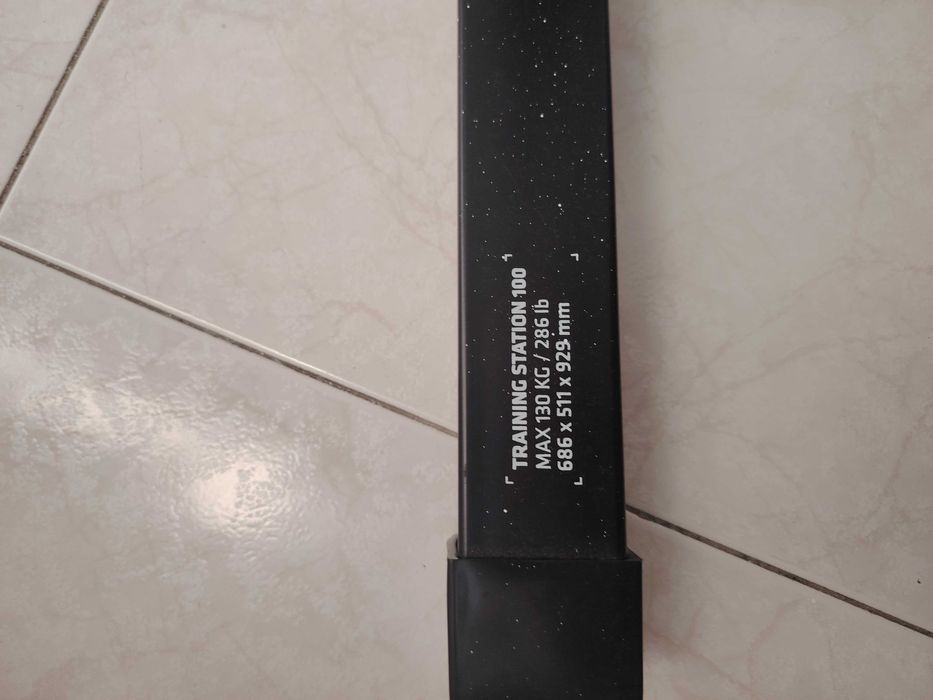 TRAINING STATION 100
MAX 130 KG / 286 lb
686 x 511 x 929 mm